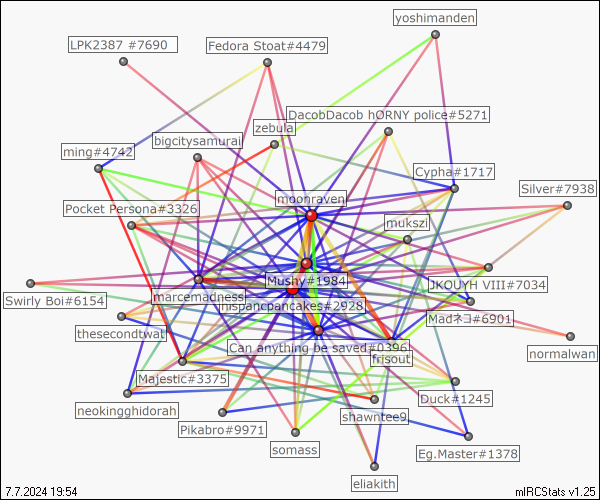 yoshimanden
LPK2387 #7690
Fedora Stoat#4479
DacobDacob hORNY police#5271
zebula
bigcitysamurai
ming#4742
Cypha#1717
Silver#7938
moonraven
Pocket Persona#3326
mukszi
Mushy#1984
JKOUYH VIII#7034
marcemadness
Swirly Boi#6154
hispancpancakes#2928
Madネコ#6901
thesecondtwat
Can anything be saved#0396
frisout
normalwan
Majestic#3375
Duck#1245
neokingghidorah
shawntee9
Pikabro#9971
somass
Eg.Master#1378
eliakith
7.7.2024 19:54
mIRCStats v1.25